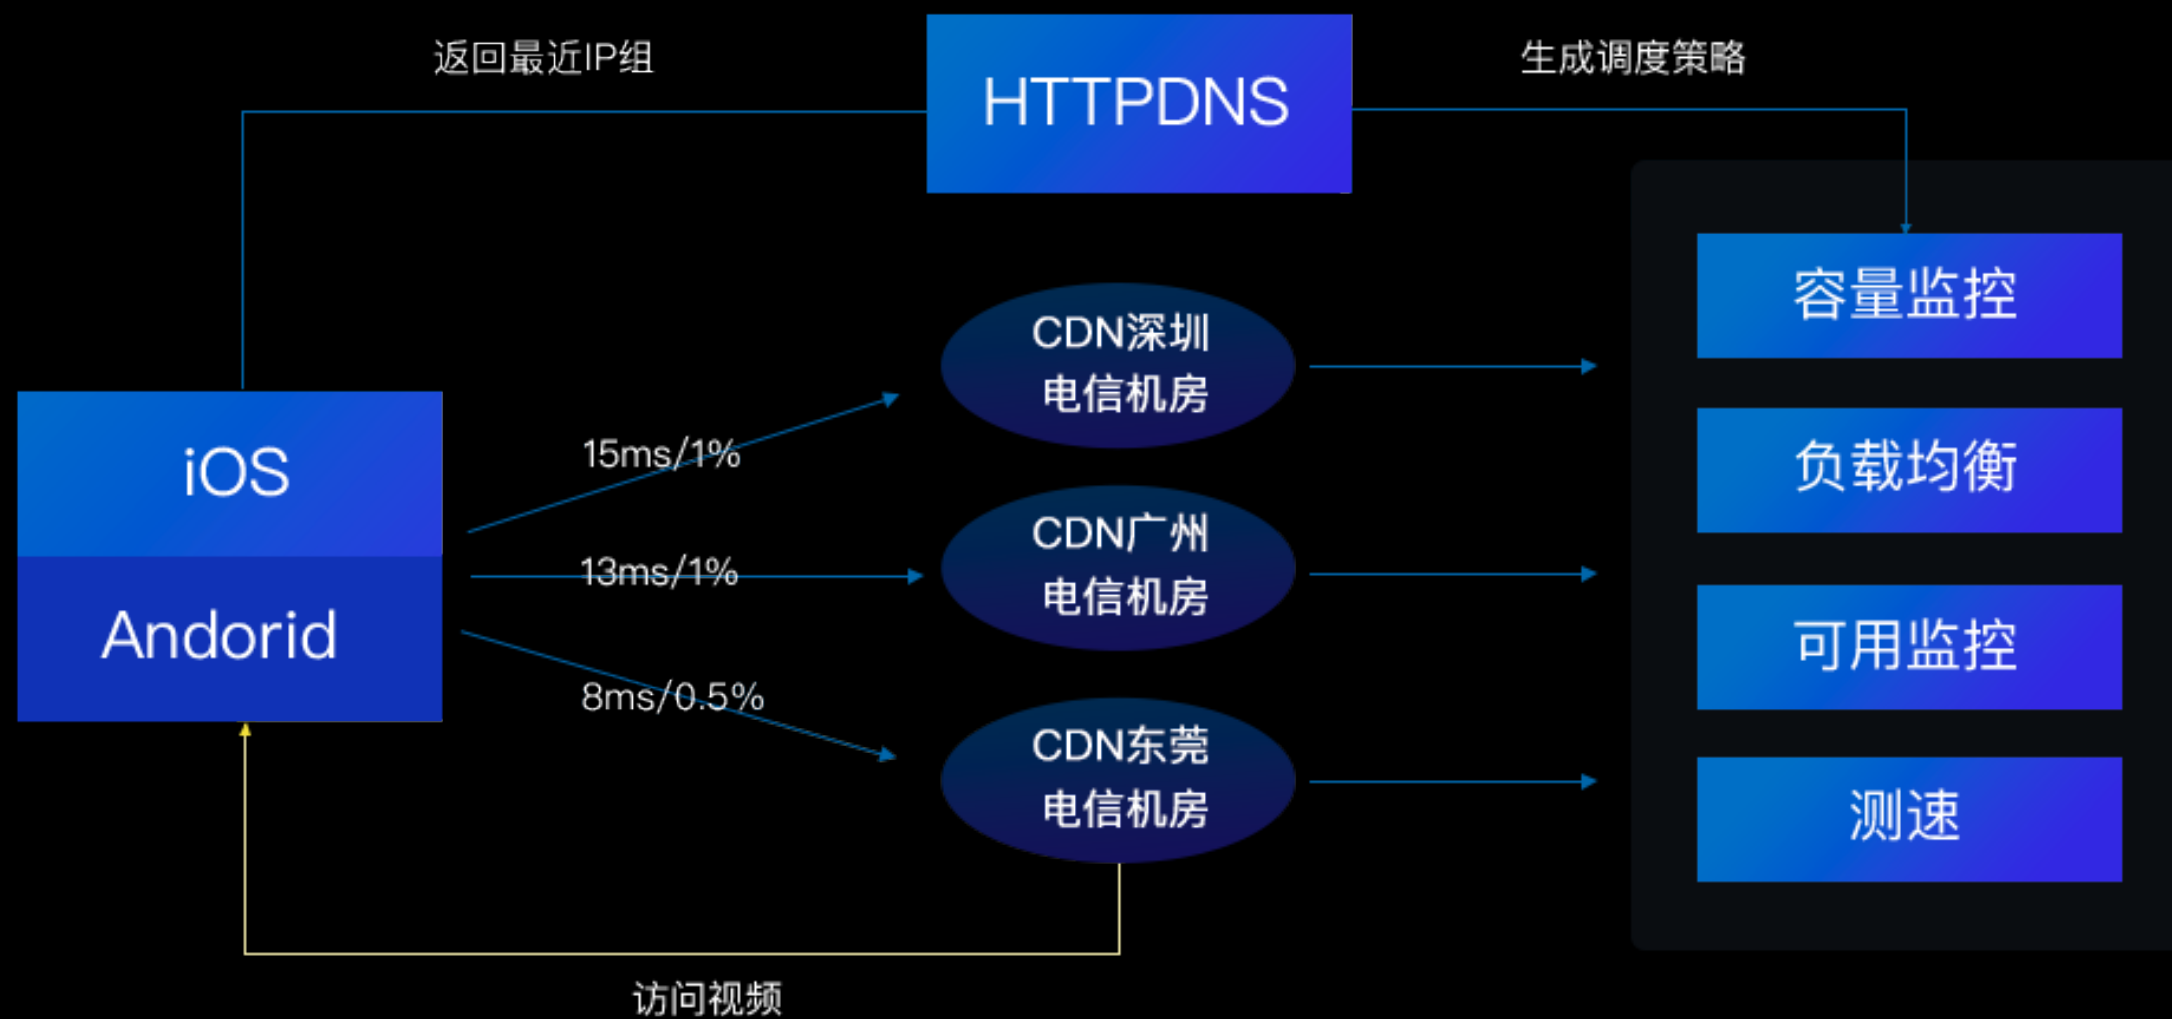 返回最近IP组
HTTPDNS
生成调度策略
iOS
Andorid
15ms/1%
13ms/1%
8ms/0.5%
CDN深圳
电信机房
CDN广州
电信机房
CDN东莞
电信机房
容量监控
负载均衡
可用监控
测速
访问视频